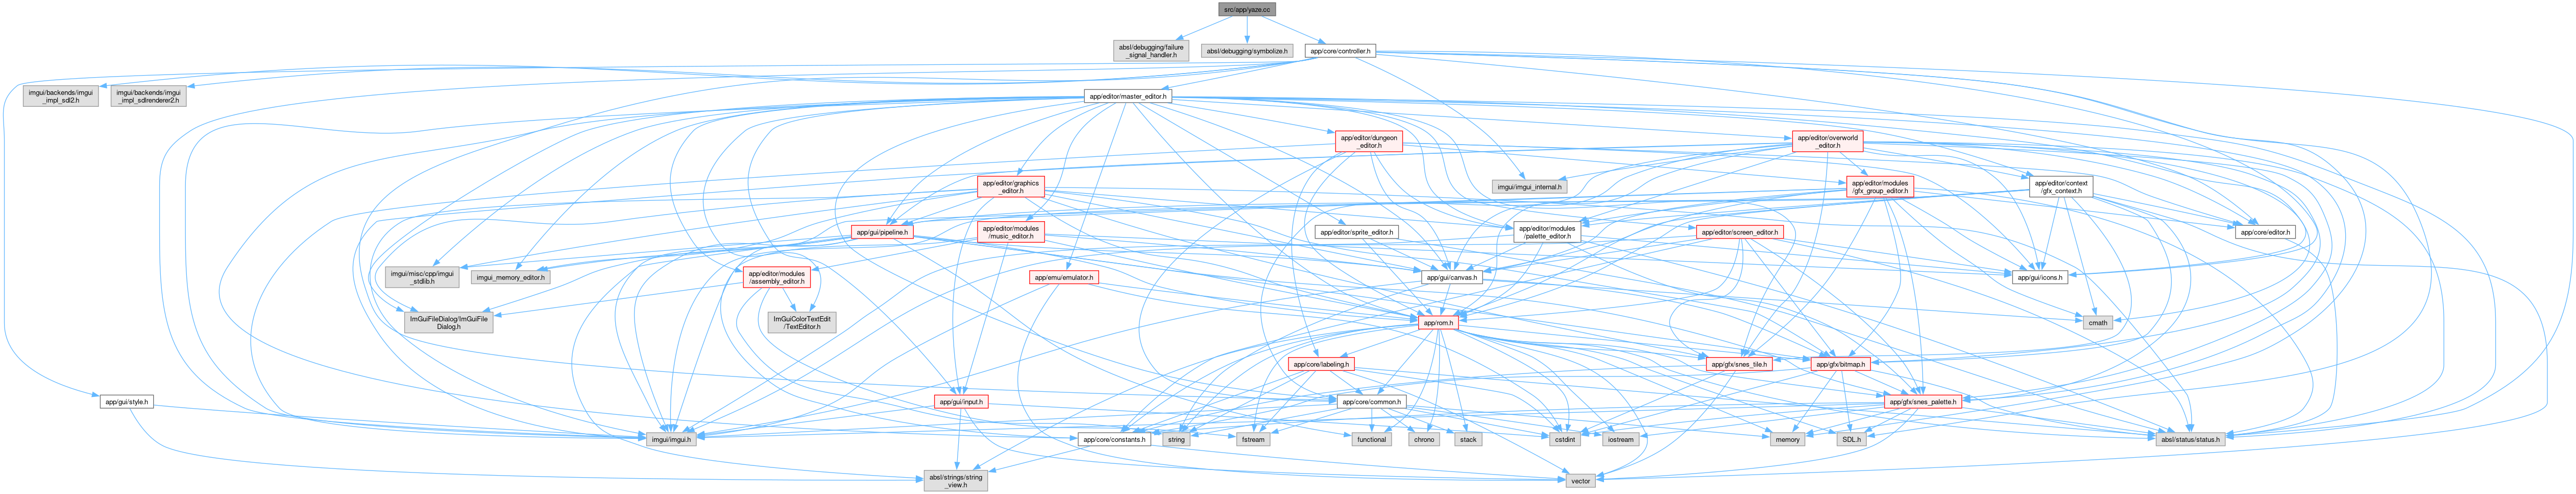 src/app/yaze.cc
absl/debugging/failure
_signal_handler.h
absl/debugging/symbolize.h
app/core/controller.h
imgui/backends/imgui
_impl_sdl2.h
imgui/backends/imgui
_impl_sdlrenderer2.h
app/editor/master_editor.h
app/editor/dungeon
_editor.h
app/editor/overworld
_editor.h
app/editor/graphics
_editor.h
imgui/imgui_internal.h
app/editor/modules
/gfx_group_editor.h
app/editor/context
/gfx_context.h
app/gui/pipeline.h
app/editor/modules
/music_editor.h
app/editor/sprite_editor.h
app/editor/modules
/palette_editor.h
app/editor/screen_editor.h
app/core/editor.h
imgui/misc/cpp/imgui
_stdlib.h
imgui_memory_editor.h
app/editor/modules
/assembly_editor.h
app/emu/emulator.h
app/gui/canvas.h
app/gui/icons.h
ImGuiFileDialog/ImGuiFile
Dialog.h
ImGuiColorTextEdit
/TextEditor.h
app/rom.h
cmath
app/core/labeling.h
app/gfx/snes_tile.h
app/gfx/bitmap.h
app/gui/style.h
app/gui/input.h
app/core/common.h
app/gfx/snes_palette.h
imgui/imgui.h
app/core/constants.h
string
fstream
functional
chrono
stack
cstdint
iostream
memory
SDL.h
absl/status/status.h
absl/strings/string
_view.h
vector